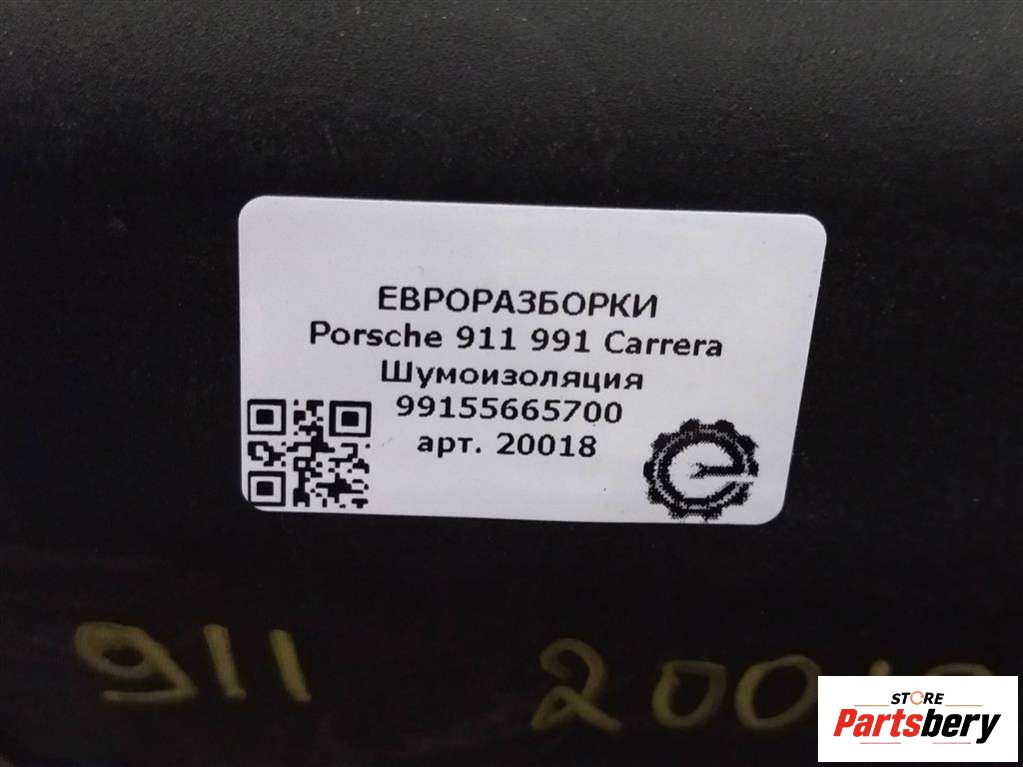 ЕВРОРАЗБОРКИ
Porsche 911 991 Carrera
Шумоизоляция
99155665700
арт. 20018
911
STORE
Partsbery